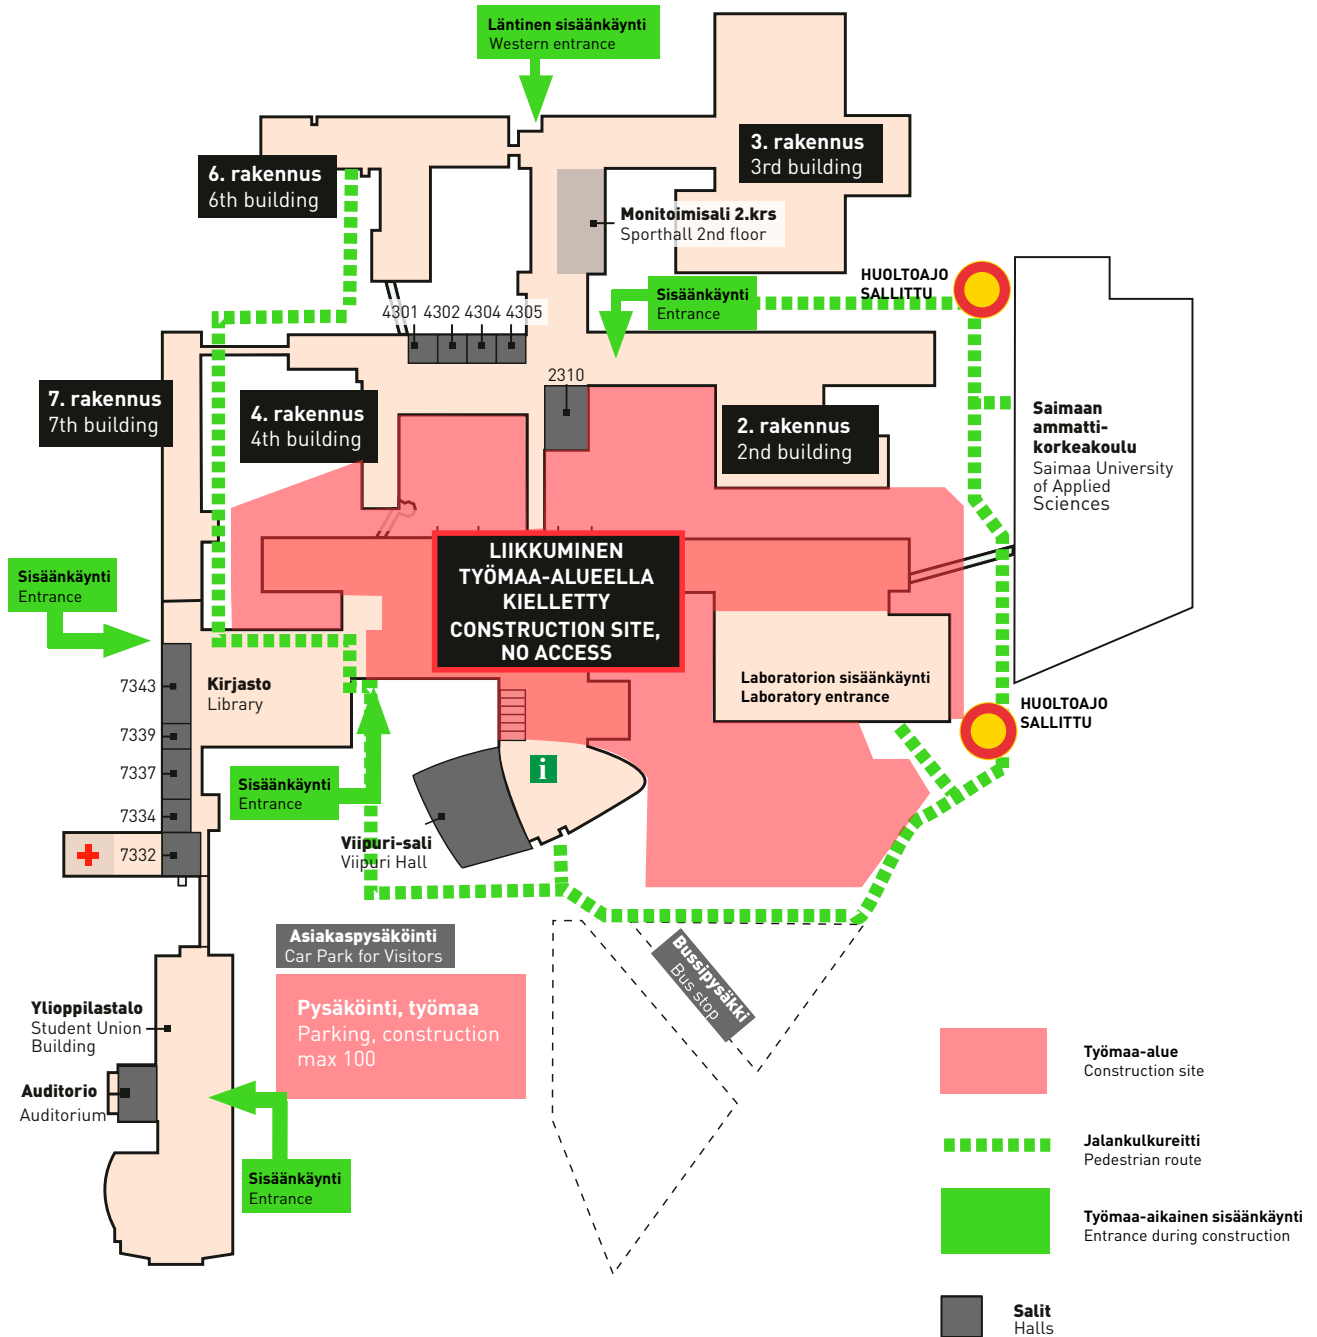 Läntinen sisäänkäynti
Western entrance
3. rakennus
3rd building
6. rakennus
6th building
Monitoimisali 2.krs
Sporthall 2nd floor
HUOLTOAJO
SALLITTU
Sisäänkäynti
Entrance
4301 4302 4304 4305
2310
7. rakennus
7th building
4. rakennus
4th building
2. rakennus
2nd building
Saimaan
ammatti-
korkeakoulu
Saimaa University
of Applied
Sciences
LIIKKUMINEN
TYÖMAA-ALUEELLA
KIELLETTY
CONSTRUCTION SITE,
NO ACCESS
Sisäänkäynti
Entrance
7343
Kirjasto
Library
Laboratorion sisäänkäynti
Laboratory entrance
HUOLTOAJO
SALLITTU
7339
7337
i
Sisäänkäynti
Entrance
7334
7332
Viipuri-sali
Viipuri Hall
Asiakaspysäköinti
Car Park for Visitors
Bussipysäkki
Bus stop
Pysäköinti, työmaa
Parking, construction
max 100
Ylioppilastalo
Student Union
Building
Auditorio
Auditorium
Sisäänkäynti
Entrance
Työmaa-alue
Construction site
Jalankulkureitti
Pedestrian route
Työmaa-aikainen sisäänkäynti
Entrance during construction
Salit
Halls